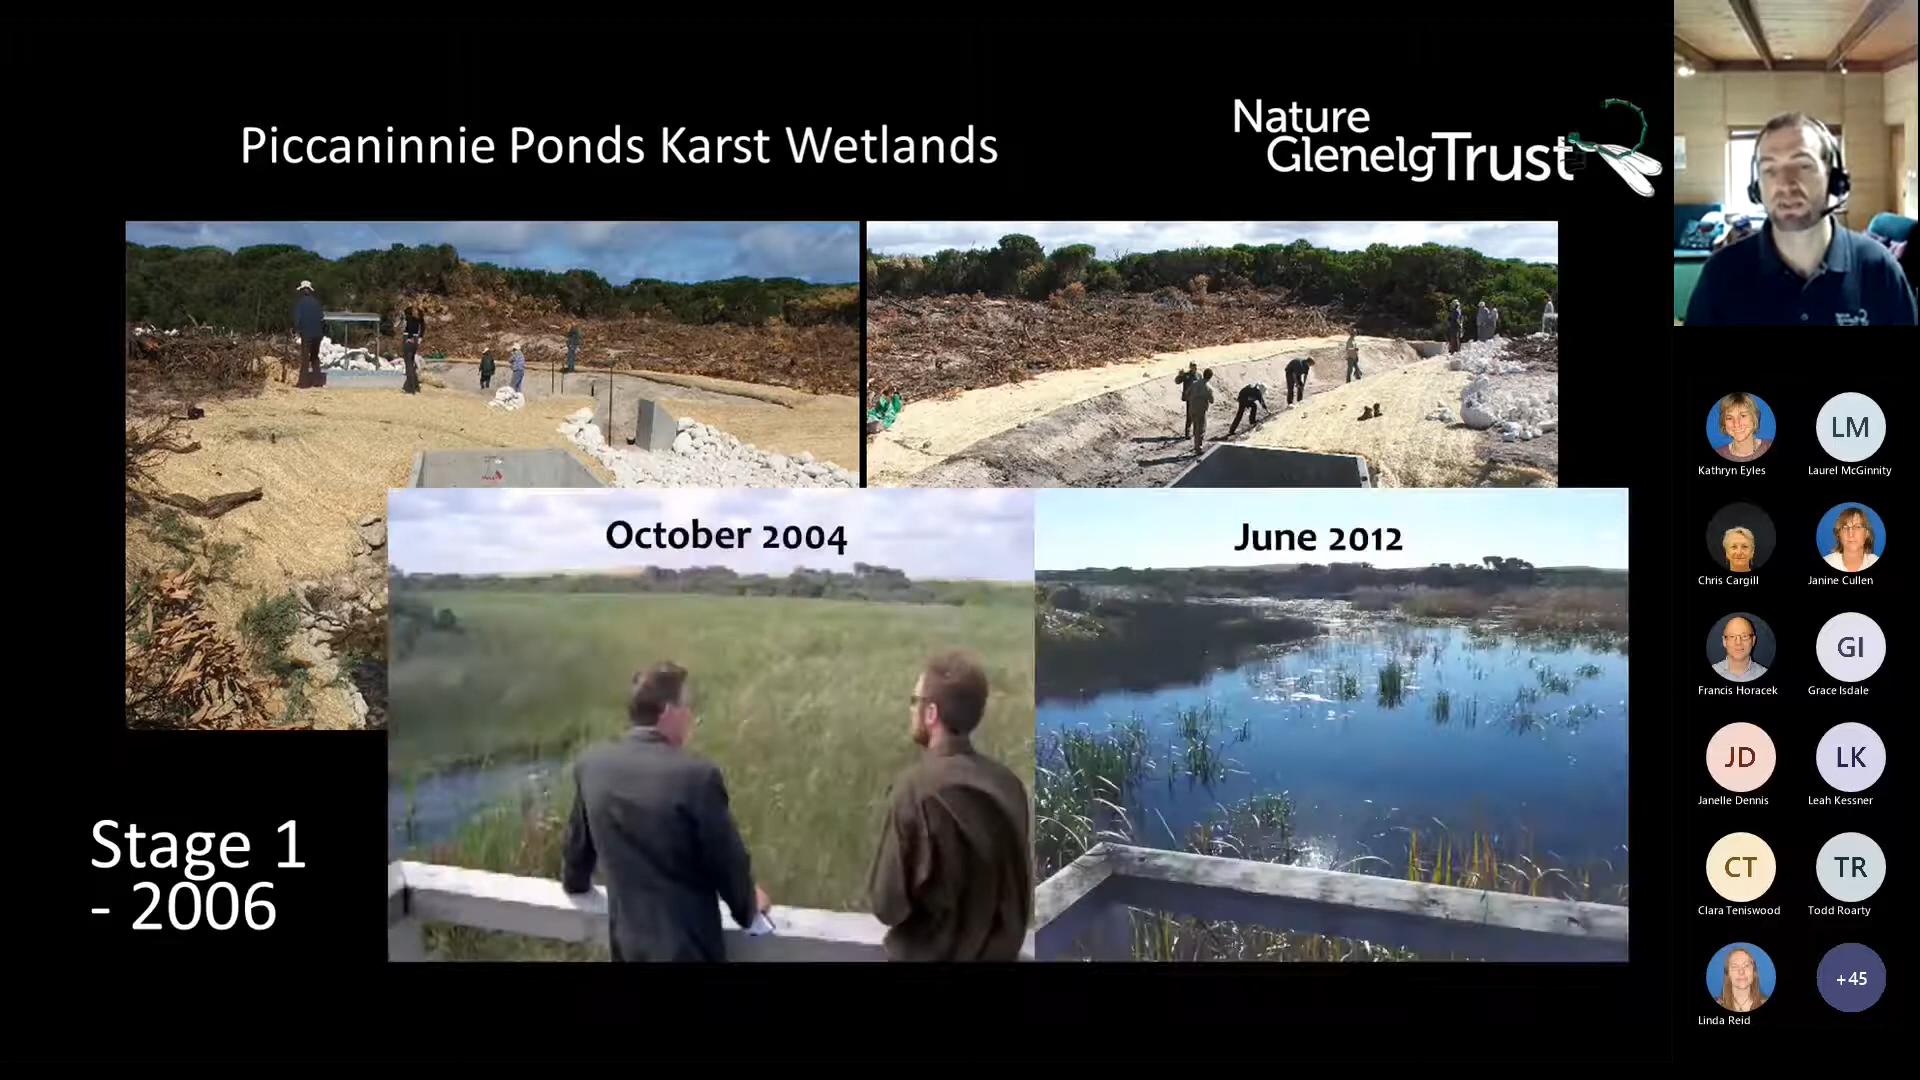 Piccaninnie Ponds Karst Wetlands
Nature
GlenelgTrust
October 2004
June 2012
Stage 1
- 2006
Kathryn Eyles
LM
Laurel McGinnity
Chris Cargill
Janine Cullen
Francis Horacek
GI
Grace Isdale
JD
Janelle Dennis
LK
Leah Kessner
CT
Clara Teniswood
TR
Todd Roarty
Linda Reid
+45